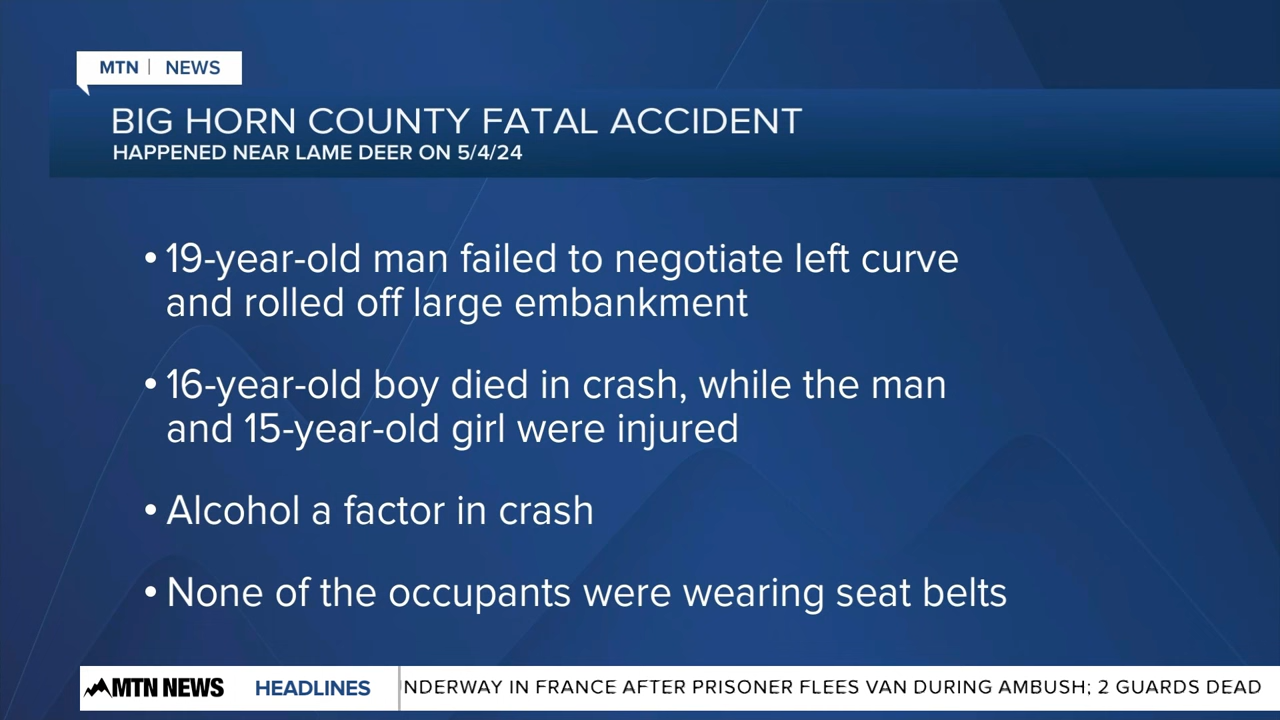 MTN | NEWS
BIG HORN COUNTY FATAL ACCIDENT
HAPPENED NEAR LAME DEER ON 5/4/24
• 19-year-old man failed to negotiate left curve
and rolled off large embankment
• 16-year-old boy died in crash, while the man
and 15-year-old girl were injured
• Alcohol a factor in crash
• None of the occupants were wearing seat belts
MTN NEWS HEADLINES NDERWAY IN FRANCE AFTER PRISONER FLEES VAN DURING AMBUSH; 2 GUARDS DEAD